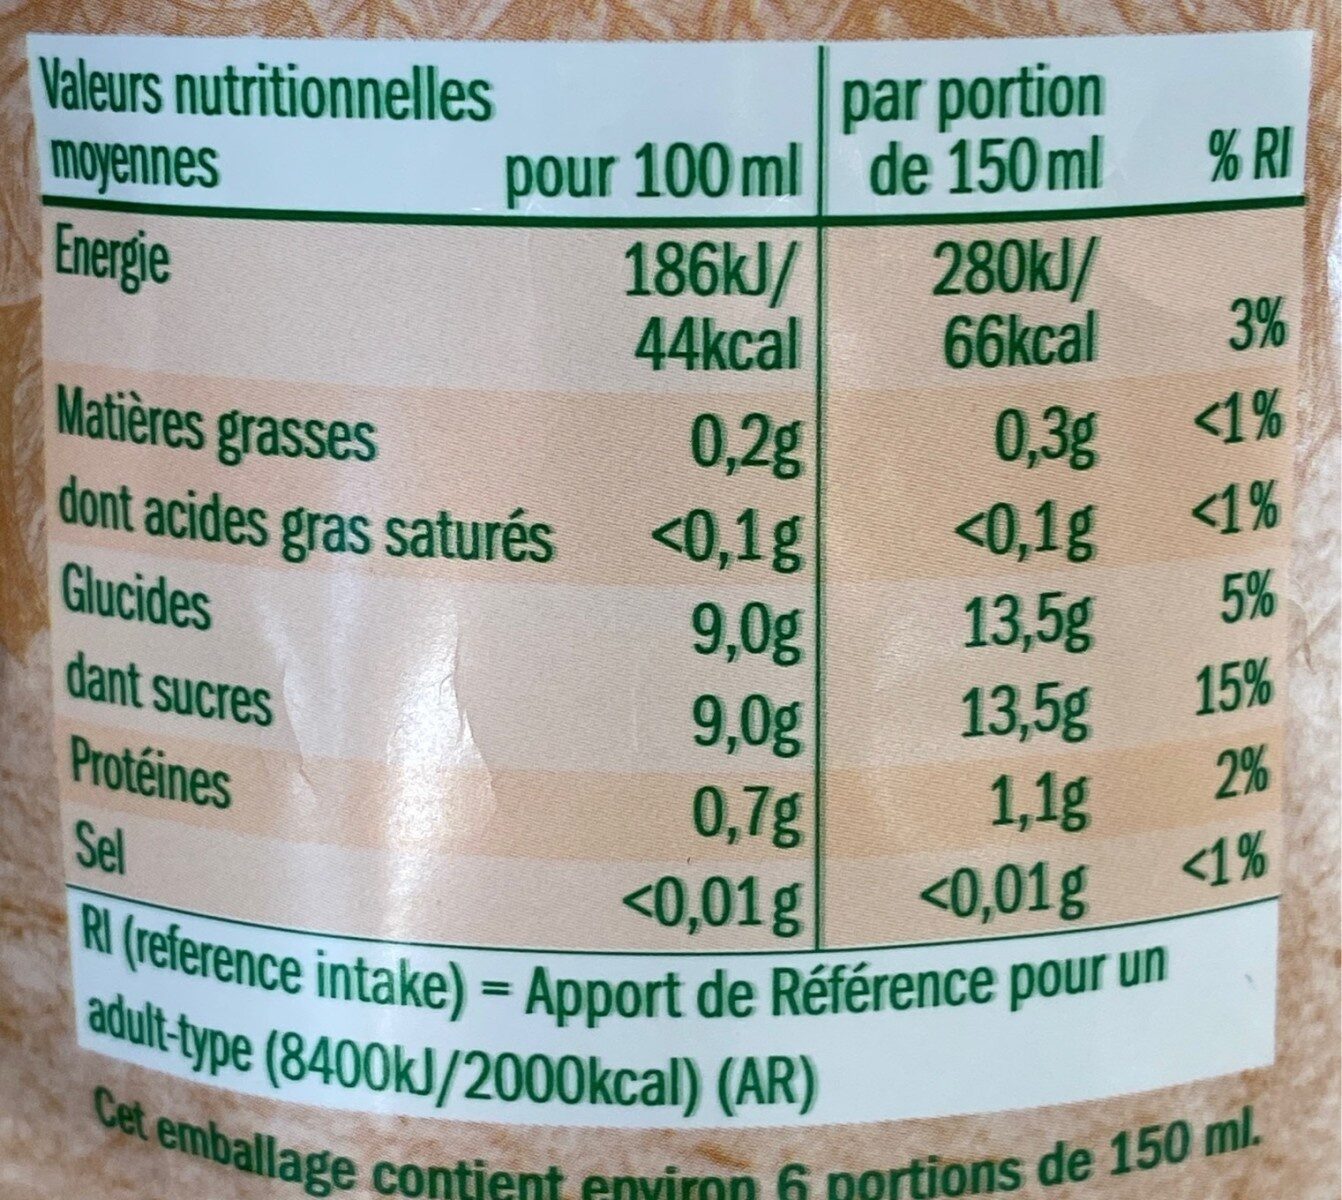 Valeurs nutritionnelles
moyennes pour 100 ml par portion
de 150 ml % RI
Energie 186kJ/ 280kJ/
44kcal 66kcal 3%
Matières grasses 0,2g 0,3g <1%
dont acides gras saturés <0,1g <0,1g <1%
Glucides 9,0g 13,5g 5%
dant sucres 9,0g 13,5g 15%
Protéines 0,7g 1,1g 2%
Sel <0,01g <0,01g <1%
RI (reference intake) = Apport de Référence pour un
adult-type (8400kJ/2000kcal) (AR)
Cet emballage contient environ 6 portions de 150 ml.